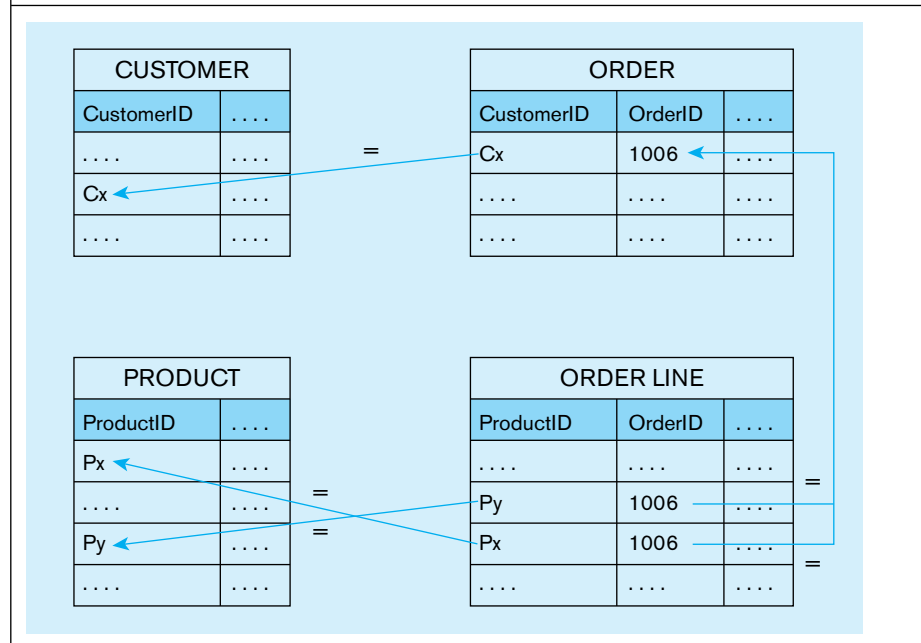 CUSTOMER
CustomerID ....
.... ....
Cx ....
.... ....
=
ORDER
CustomerID OrderID ....
Cx 1006 ....
.... .... ....
.... .... ....
PRODUCT
ProductID ....
Px ....
.... ....
Py ....
.... ....
=
=
ORDER LINE
ProductID OrderID ....
.... .... ....
Py 1006 ....
Px 1006 ....
.... .... ....
=
=